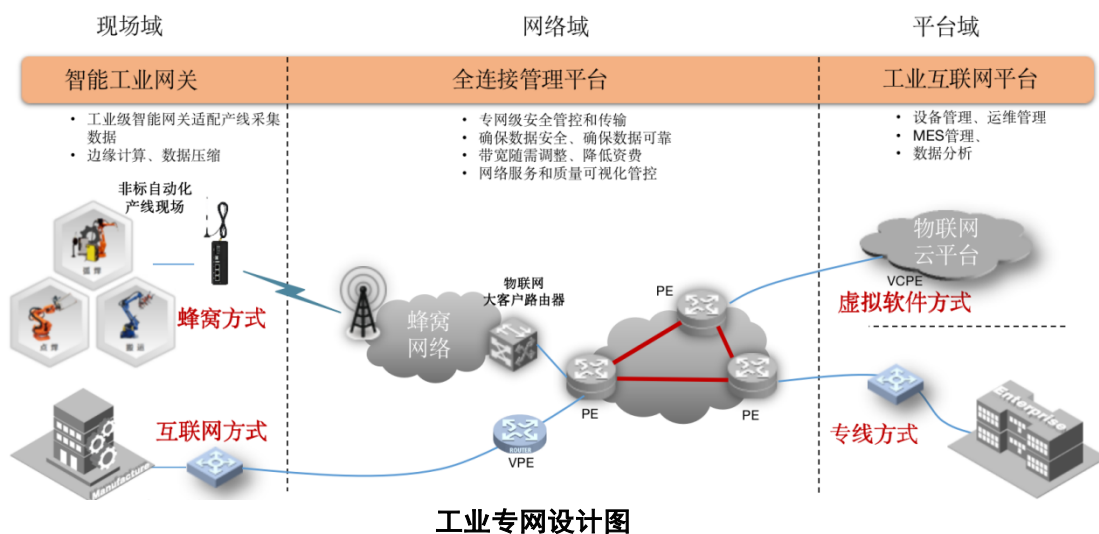 现场域
网络域
平台域
智能工业网关
全连接管理平台
工业互联网平台
• 工业级智能网关适配产线采集
数据
• 边缘计算、数据压缩
• 专网级安全管控和传输
• 确保数据安全、确保数据可靠
• 带宽随需调整、降低资费
• 网络服务和质量可视化管控
• 设备管理、运维管理
• MES管理、
• 数据分析
非标自动化
产线现场
弧焊
点焊
搬运
蜂窝方式
蜂窝
网络
物联网
大客户路由器
PE
PE
PE
物联网
云平台
VCPE
虚拟软件方式
互联网方式
Manufacture
ROUTER
VPE
专线方式
Enterprise
工业专网设计图